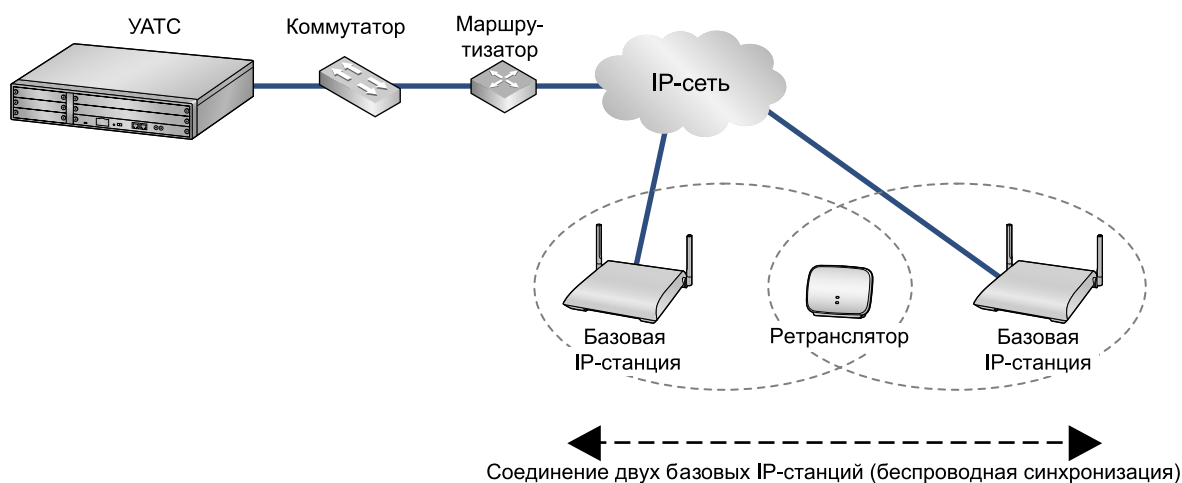 УАТС
Коммутатор
Маршру-
тизатор
IP-сеть
Базовая
IP-станция
Ретранслятор
Базовая
IP-станция
Соединение двух базовых IP-станций (беспроводная синхронизация)